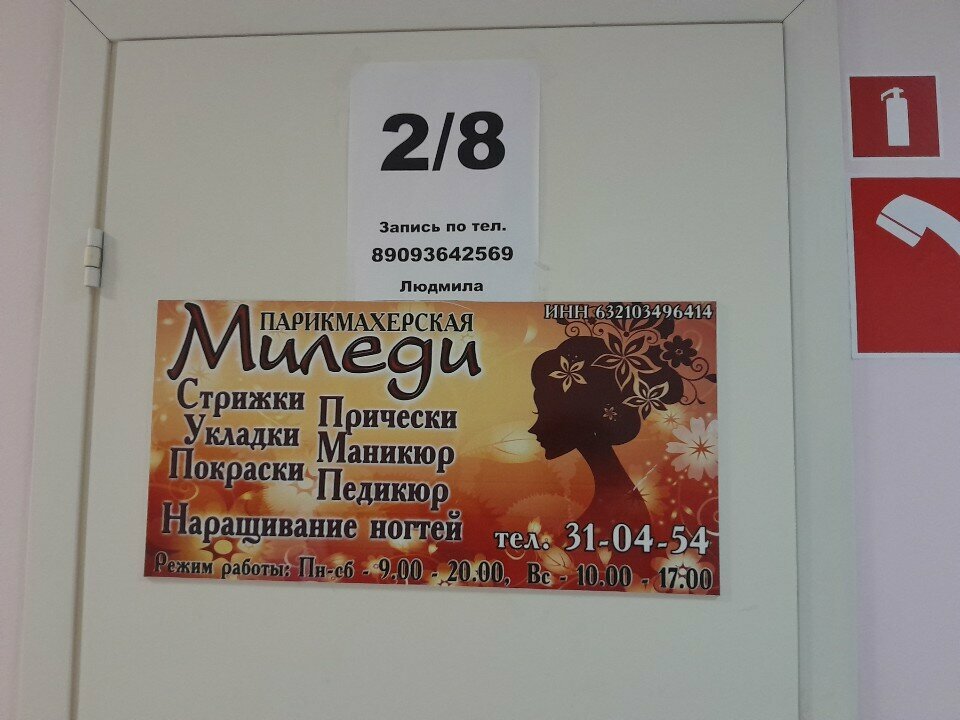 2/8
Запись по тел.
89093642569
Людмила
ПАРИКМАХЕРСКАЯ
ИНН 632103496414
Миледи
Стрижки
Укладки
Покраски
Прически
Маникюр
Педикюр
Наращивание ногтей
тел. 31-04-54
Режим работы: Пн-сб - 9.00 - 20.00, Вс - 10.00 - 17.00